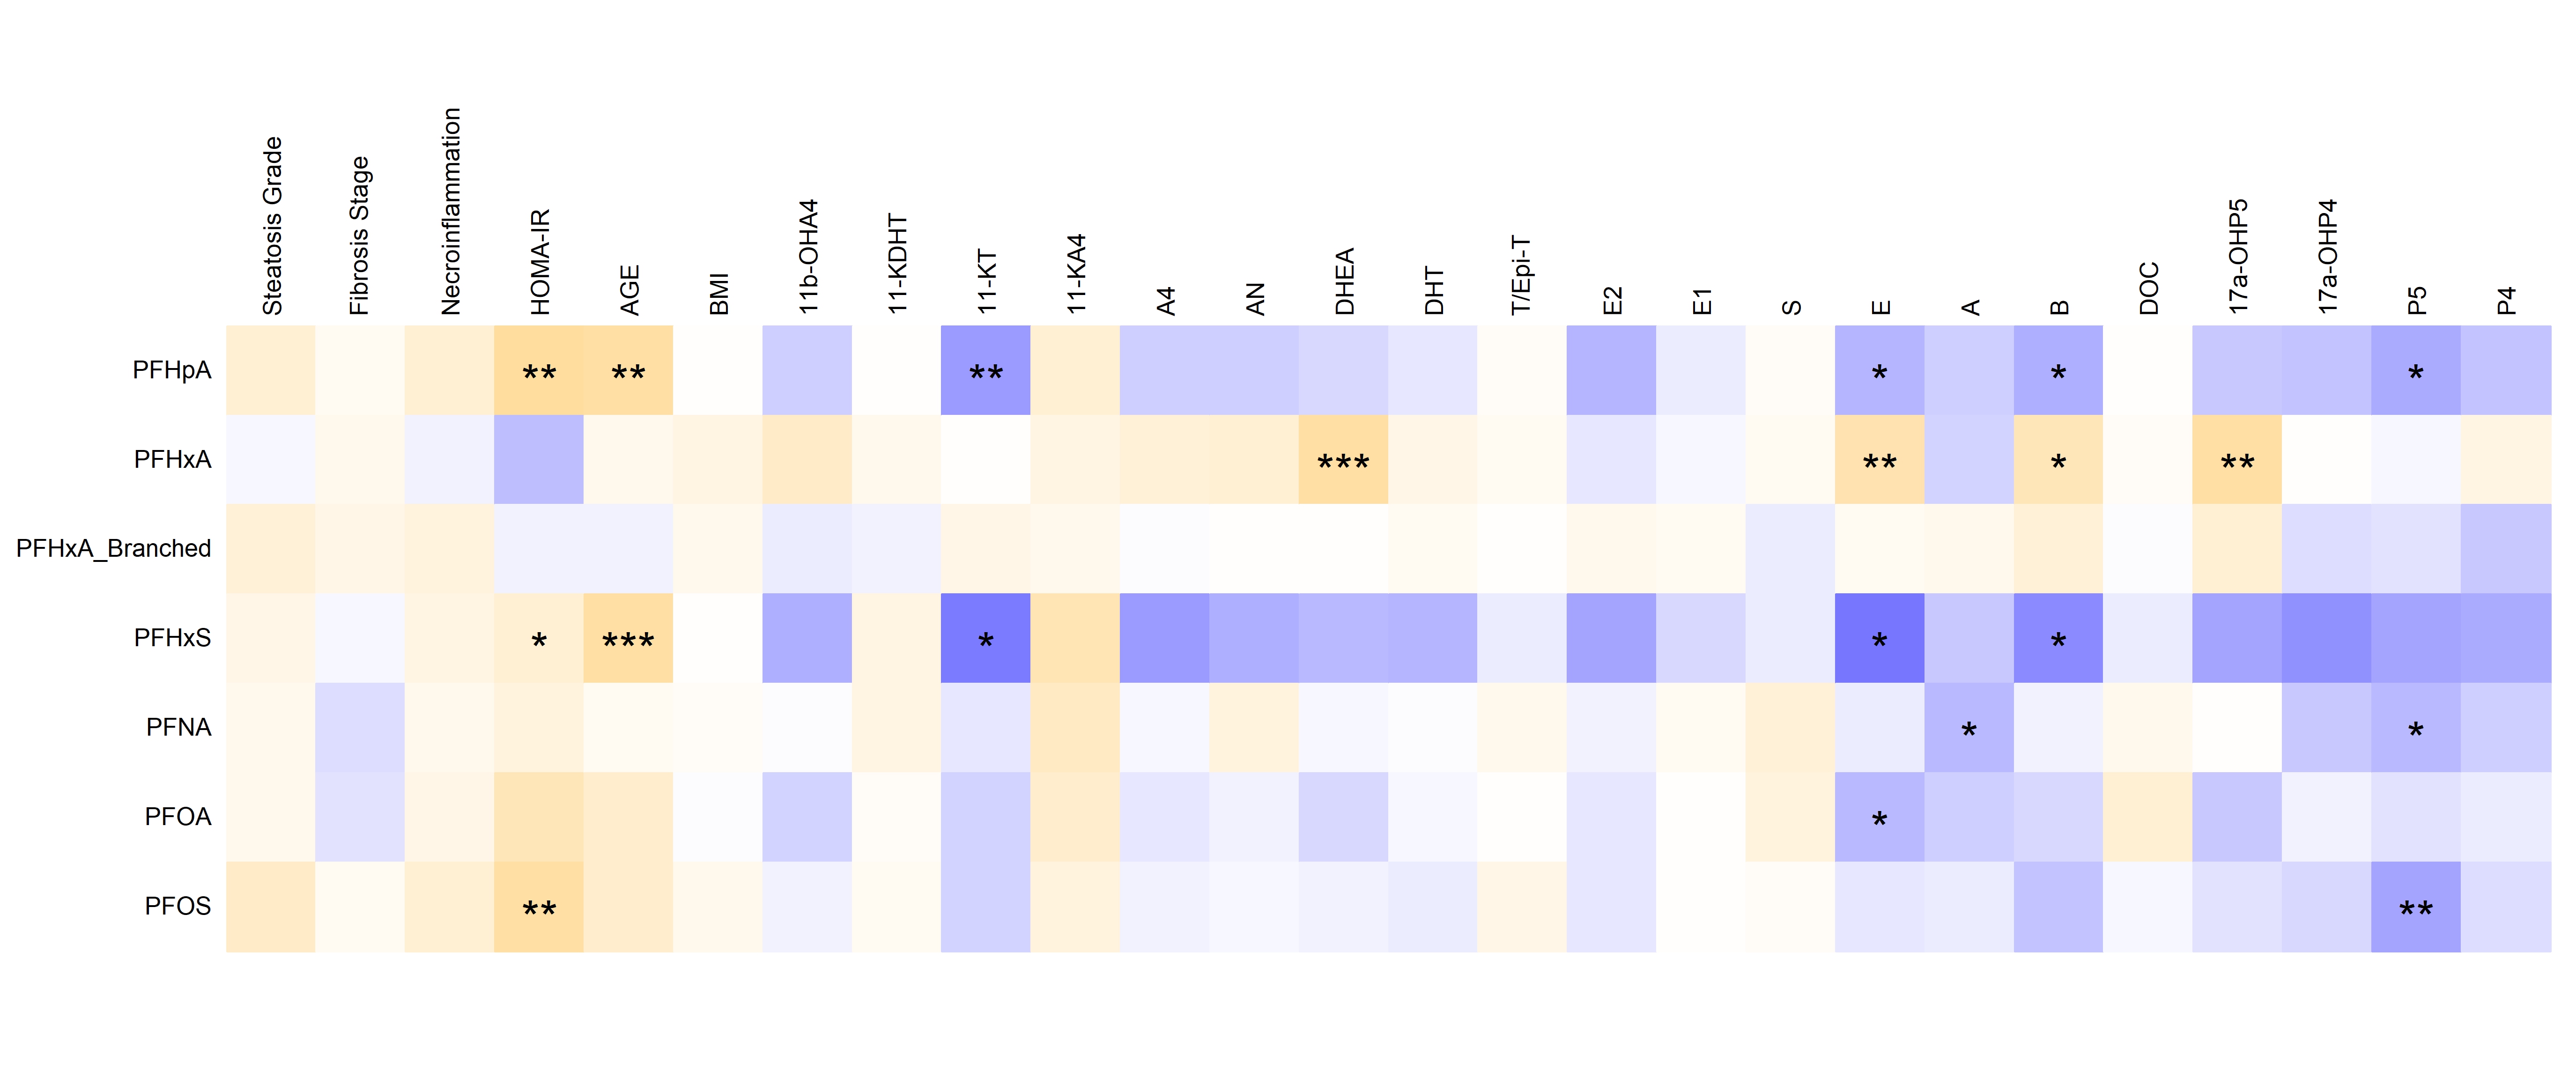 Steatosis Grade
Fibrosis Stage
Necroinflammation
HOMA-IR
AGE
BMI
11b-OHA4
11-KDHT
11-KT
11-KA4
A4
AN
DHEA
DHT
T/Epi-T
E2
E1
S
E
A
B
DOC
17a-OHP5
17a-OHP4
P5
P4
PFHpA ** ** ** * * *
PFHxA *** ** * **
PFHxA_Branched
PFHxS * *** * * *
PFNA * *
PFOA *
PFOS ** **